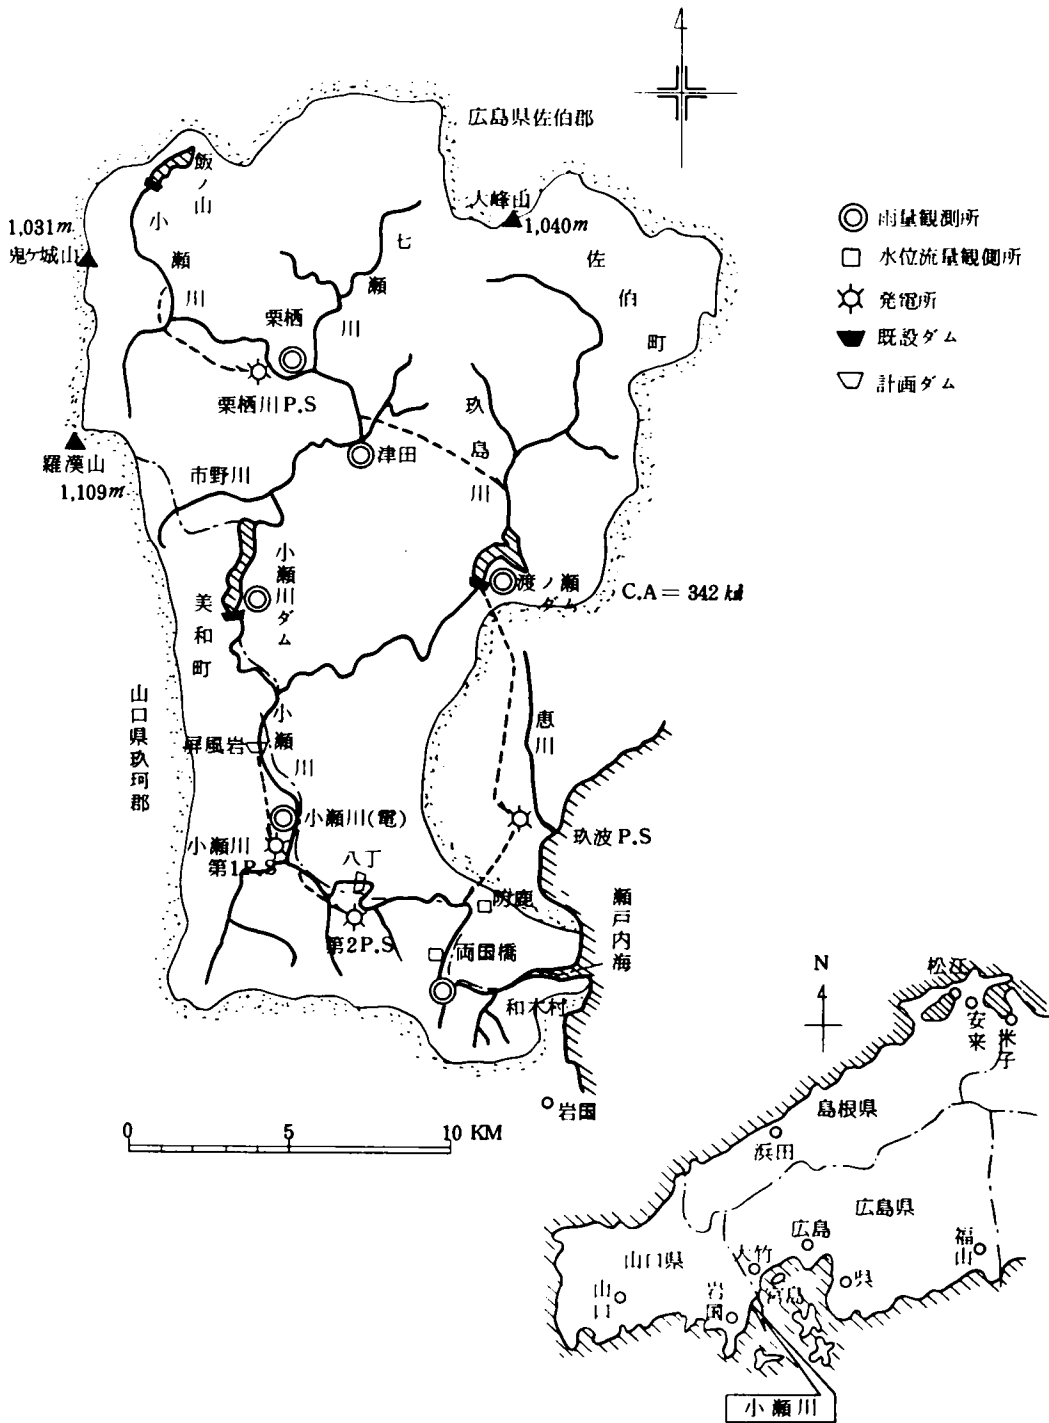 広島県佐伯郡
飯ノ山
小瀬川
1,031m
鬼ケ城山
大峰山
1,040m
七瀬川
佐伯町
雨量観測所
水位流量観側所
発電所
既設ダム
計画ダム
栗栖
栗栖川P.S
玖島川
津田
羅漢山
1,109m
市野川
小瀬川ダム
渡ノ瀬
ダム
C.A = 342㎢
美和町
山口県玖珂郡
小瀬川
屏風岩
恵川
小瀬川(電)
小瀬川
第1P.S
玖波P.S
八丁
第2P.S
防鹿
両国橋
瀬戸内海
和木村
岩国
0 5 10 KM
N
松江
安来
米子
島根県
浜田
広島県
広島
福山
大竹
山口県
呉
宮島
岩国
山口
小瀬川